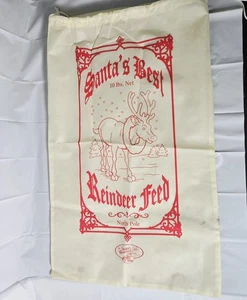 Santa's Best
10 lbs. Net
Reindeer Feed
North Pole